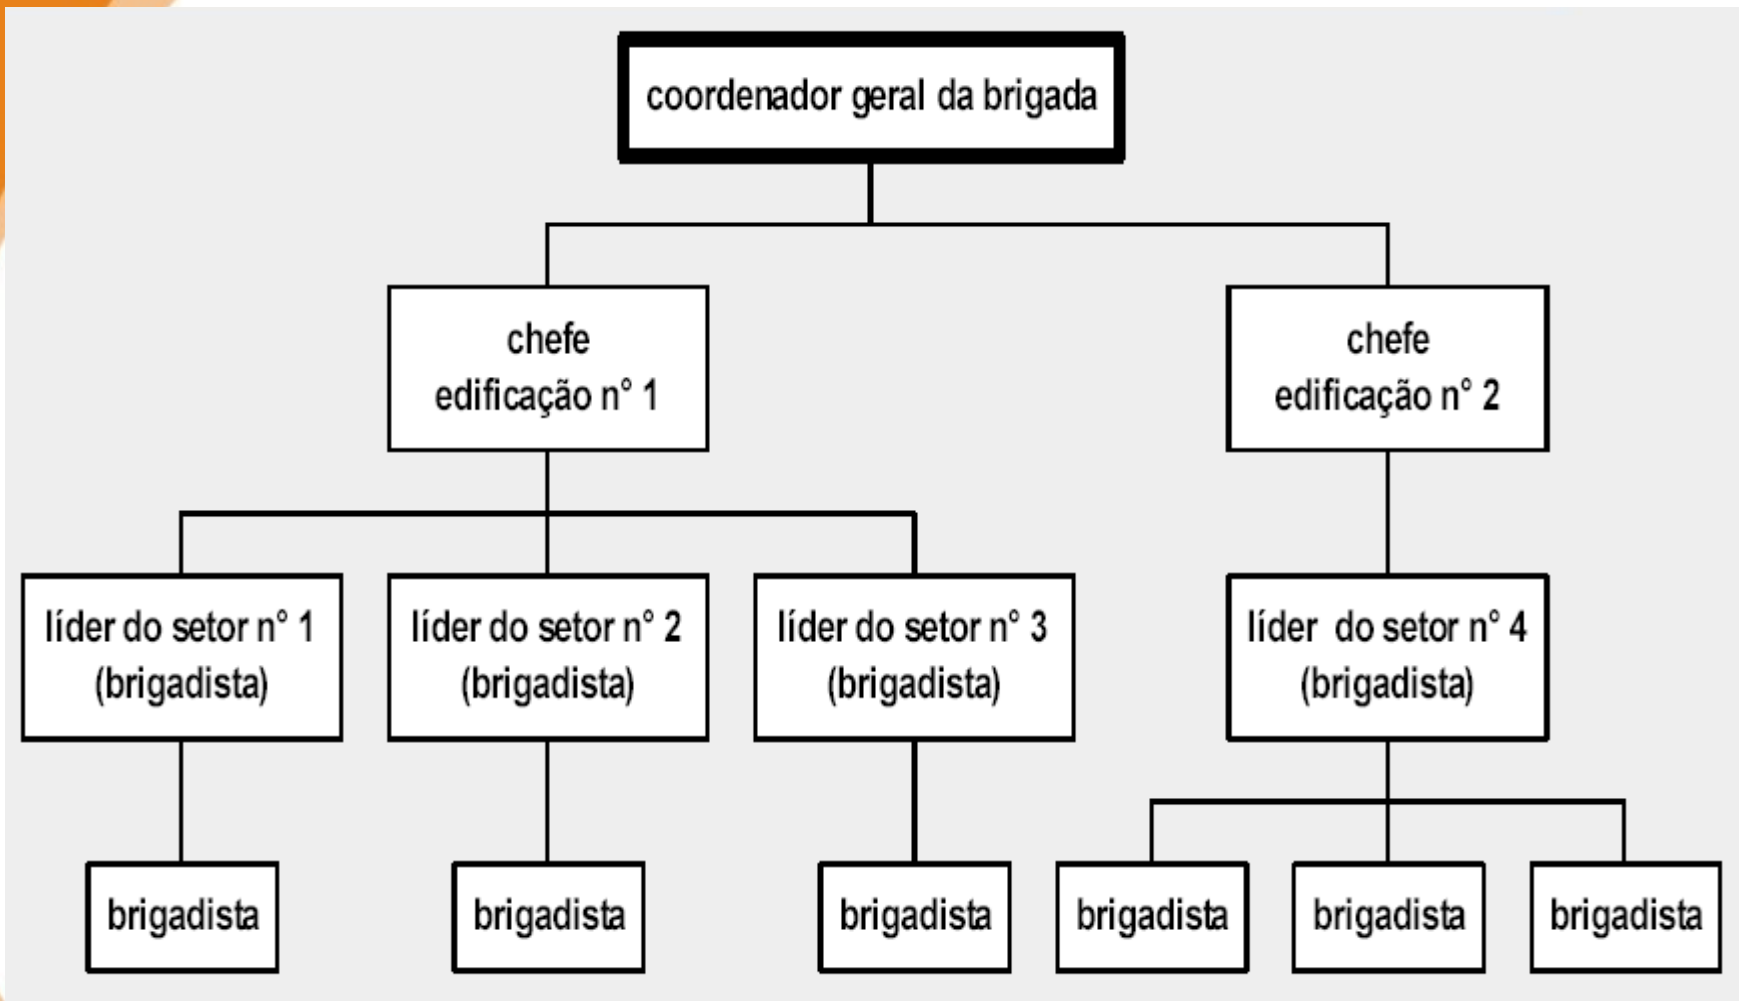 coordenador geral da brigada
chefe
edificação n° 1
chefe
edificação n° 2
líder do setor n° 1
(brigadista)
líder do setor n° 2
(brigadista)
líder do setor n° 3
(brigadista)
líder do setor n° 4
(brigadista)
brigadista
brigadista
brigadista
brigadista
brigadista
brigadista